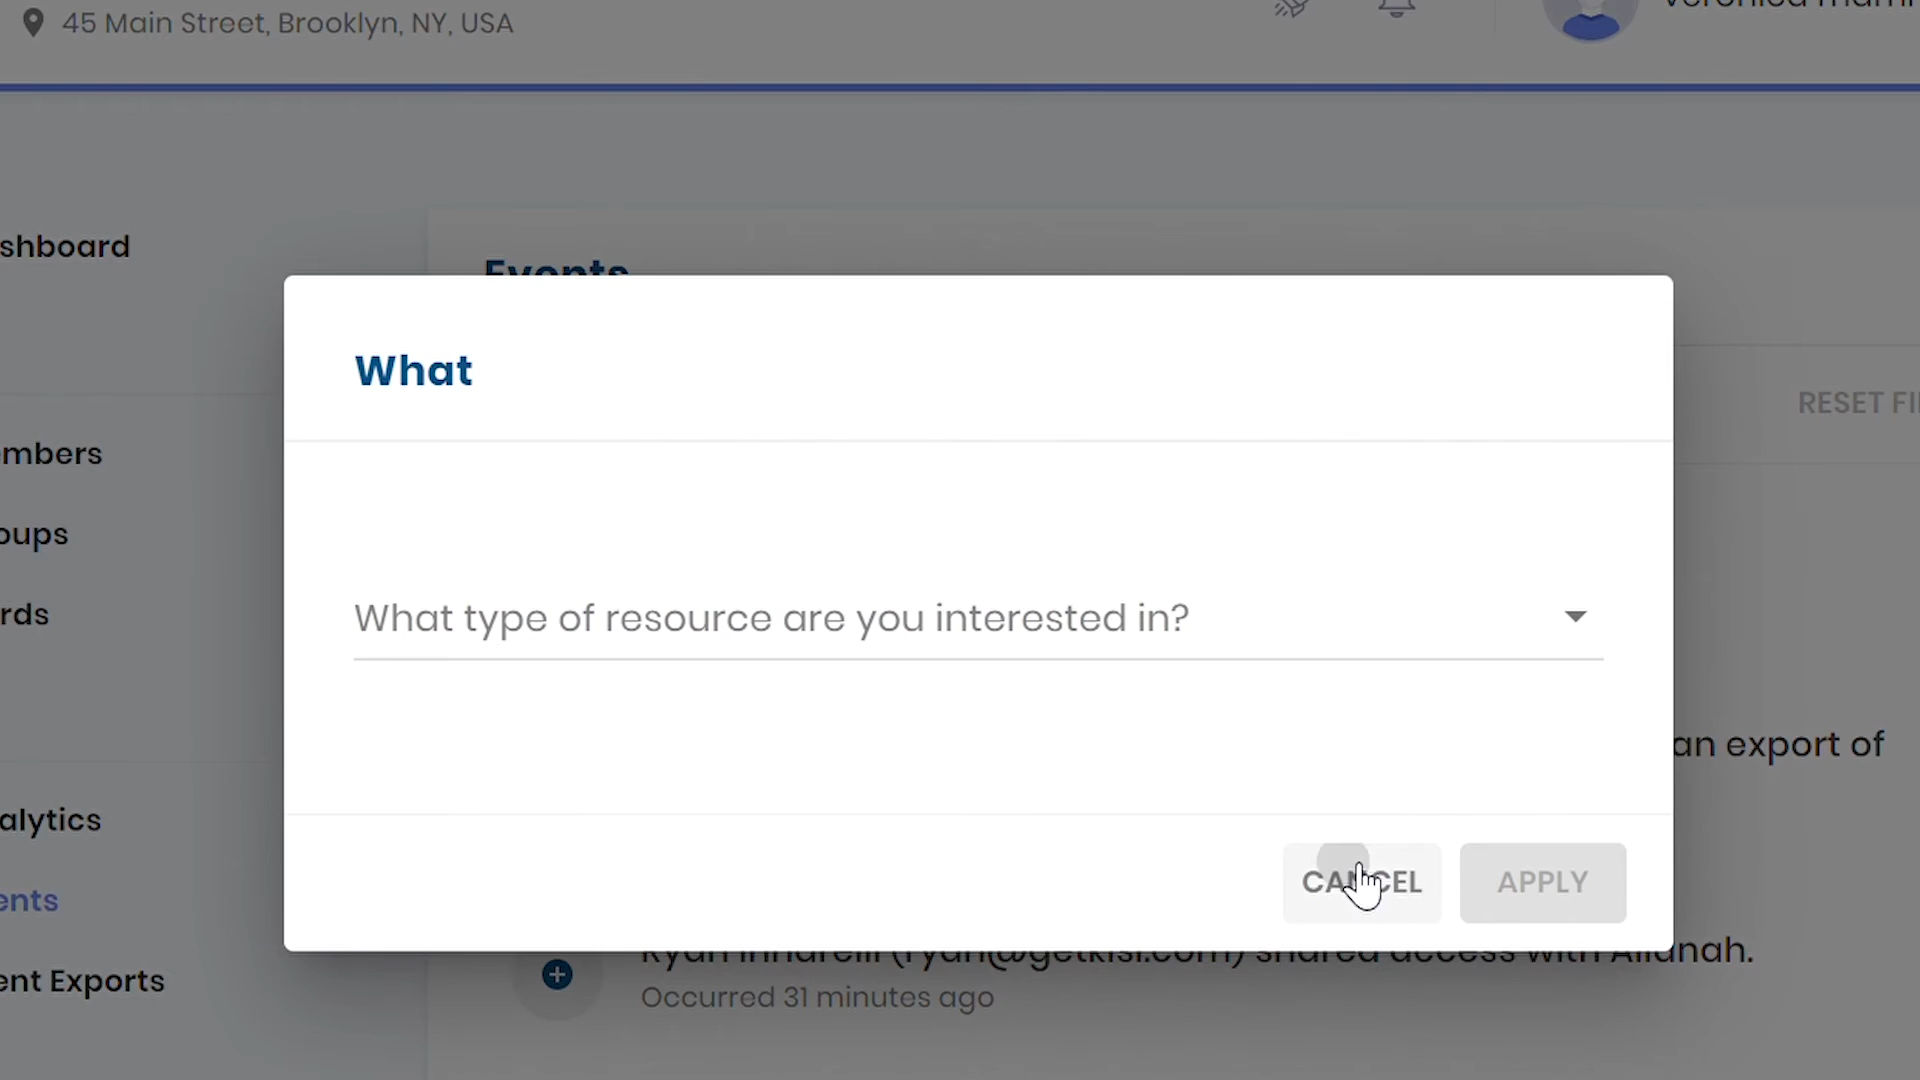 45 Main Street, Brooklyn, NY, USA
shboard
Events
What
RESET FI
mbers
oups
What type of resource are you interested in?
rds
an export of
alytics
CANCEL
APPLY
ents
Ryan (ryan@getkisi.com) shared access with
ent Exports
Occurred 31 minutes ago